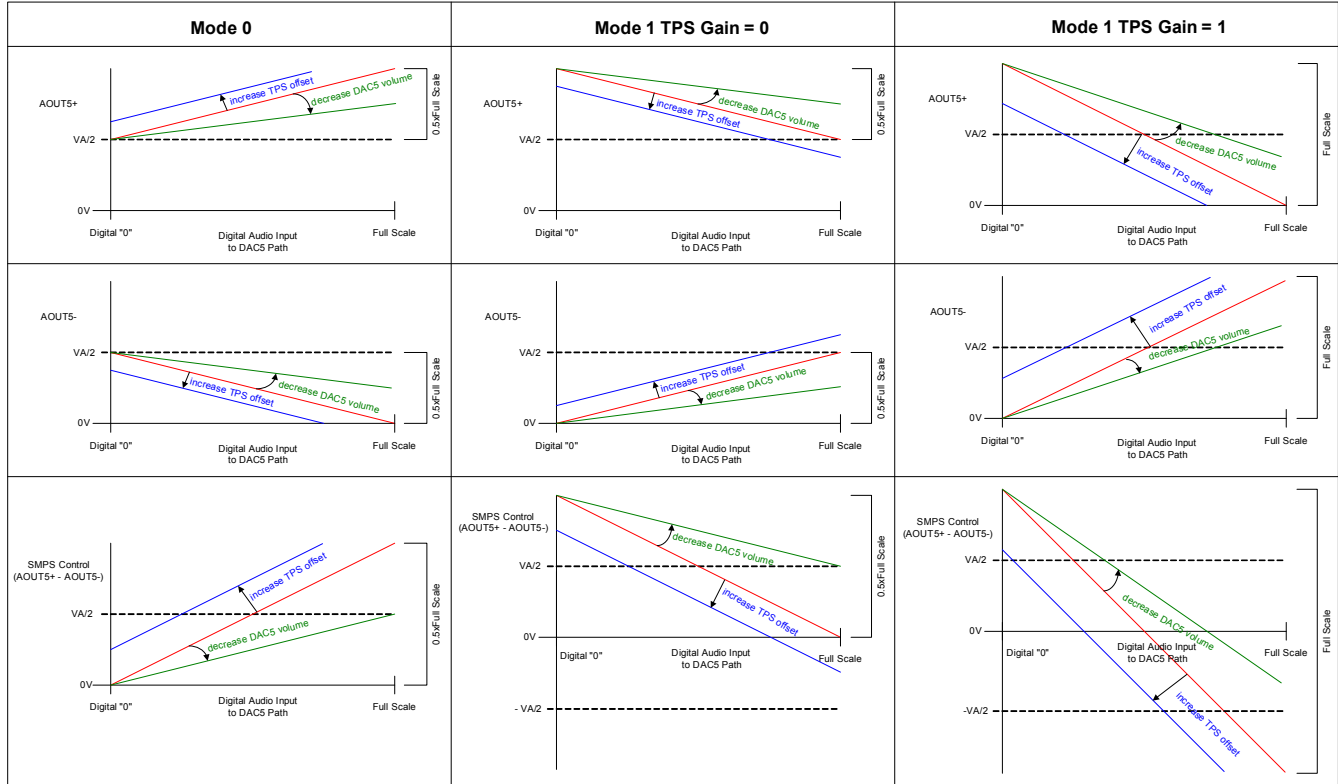 Mode 0
Mode 1 TPS Gain = 0
Mode 1 TPS Gain = 1
AOUT5+
VA/2
0V
Digital "0"
Digital Audio Input
to DAC5 Path
Full Scale
increase TPS offset
decrease DAC5 volume
0.5xFull Scale
AOUT5+
VA/2
0V
Digital "0"
Digital Audio Input
to DAC5 Path
Full Scale
increase TPS offset
decrease DAC5 volume
0.5xFull Scale
AOUT5+
VA/2
0V
Digital "0"
Digital Audio Input
to DAC5 Path
Full Scale
decrease DAC5 volume
increase TPS offset
Full Scale
AOUT5-
VA/2
0V
Digital "0"
Digital Audio Input
to DAC5 Path
Full Scale
increase TPS offset
decrease DAC5 volume
0.5xFull Scale
AOUT5-
VA/2
0V
Digital "0"
Digital Audio Input
to DAC5 Path
Full Scale
increase TPS offset
decrease DAC5 volume
0.5xFull Scale
AOUT5-
VA/2
0V
Digital "0"
Digital Audio Input
to DAC5 Path
Full Scale
increase TPS offset
decrease DAC5 volume
Full Scale
SMPS Control
(AOUT5+ - AOUT5-)
VA/2
0V
Digital "0"
Digital Audio Input
to DAC5 Path
Full Scale
increase TPS offset
decrease DAC5 volume
0.5xFull Scale
SMPS Control
(AOUT5+ - AOUT5-)
decrease DAC5 volume
VA/2
increase TPS offset
0V
Digital "0"
Digital Audio Input
to DAC5 Path
Full Scale
- VA/2
0.5xFull Scale
SMPS Control
(AOUT5+ - AOUT5-)
VA/2
decrease DAC5 volume
0V
Digital "0"
Digital Audio Input
to DAC5 Path
Full Scale
increase TPS offset
-VA/2
Full Scale